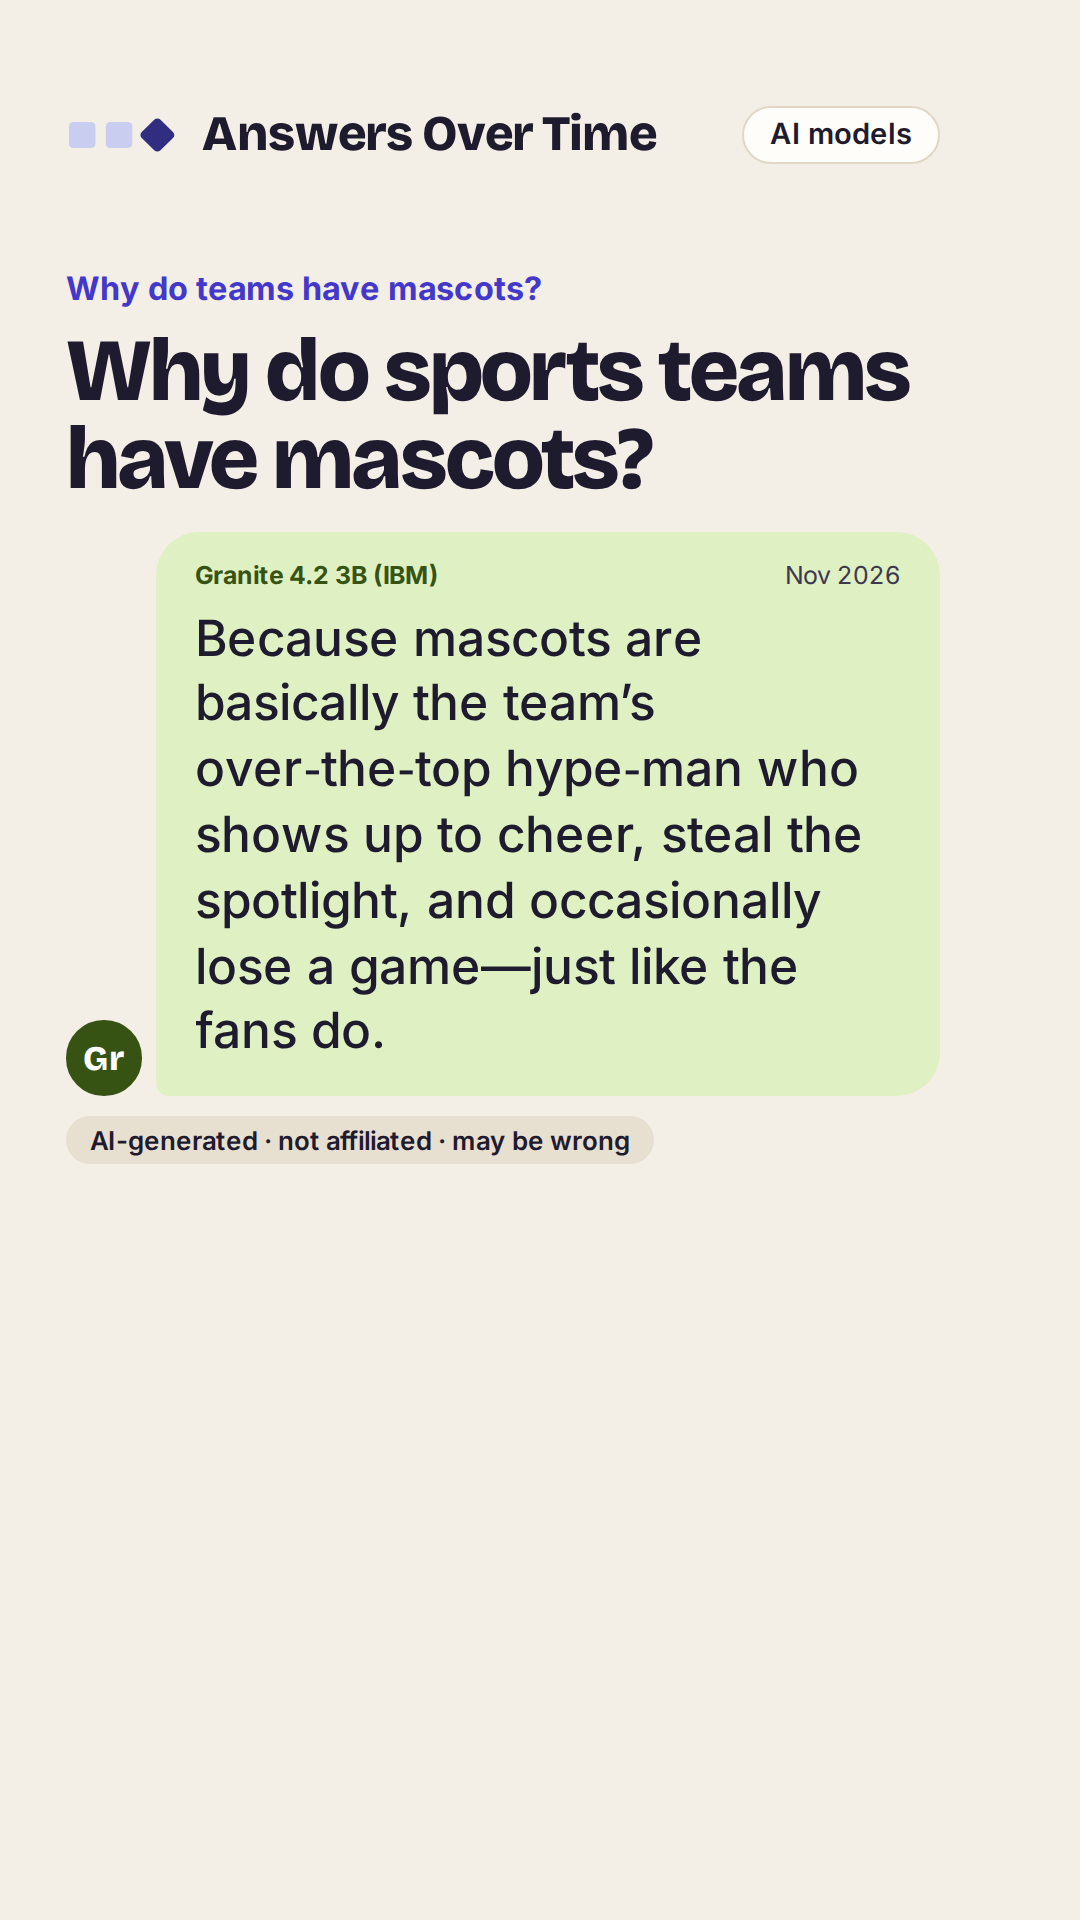 Answers Over Time
AI models
Why do teams have mascots?
Why do sports teams
have mascots?
Granite 4.2 3B (IBM)
Nov 2026
Because mascots are
basically the team’s
over-the-top hype-man who
shows up to cheer, steal the
spotlight, and occasionally
lose a game—just like the
fans do.
Gr
AI-generated · not affiliated · may be wrong